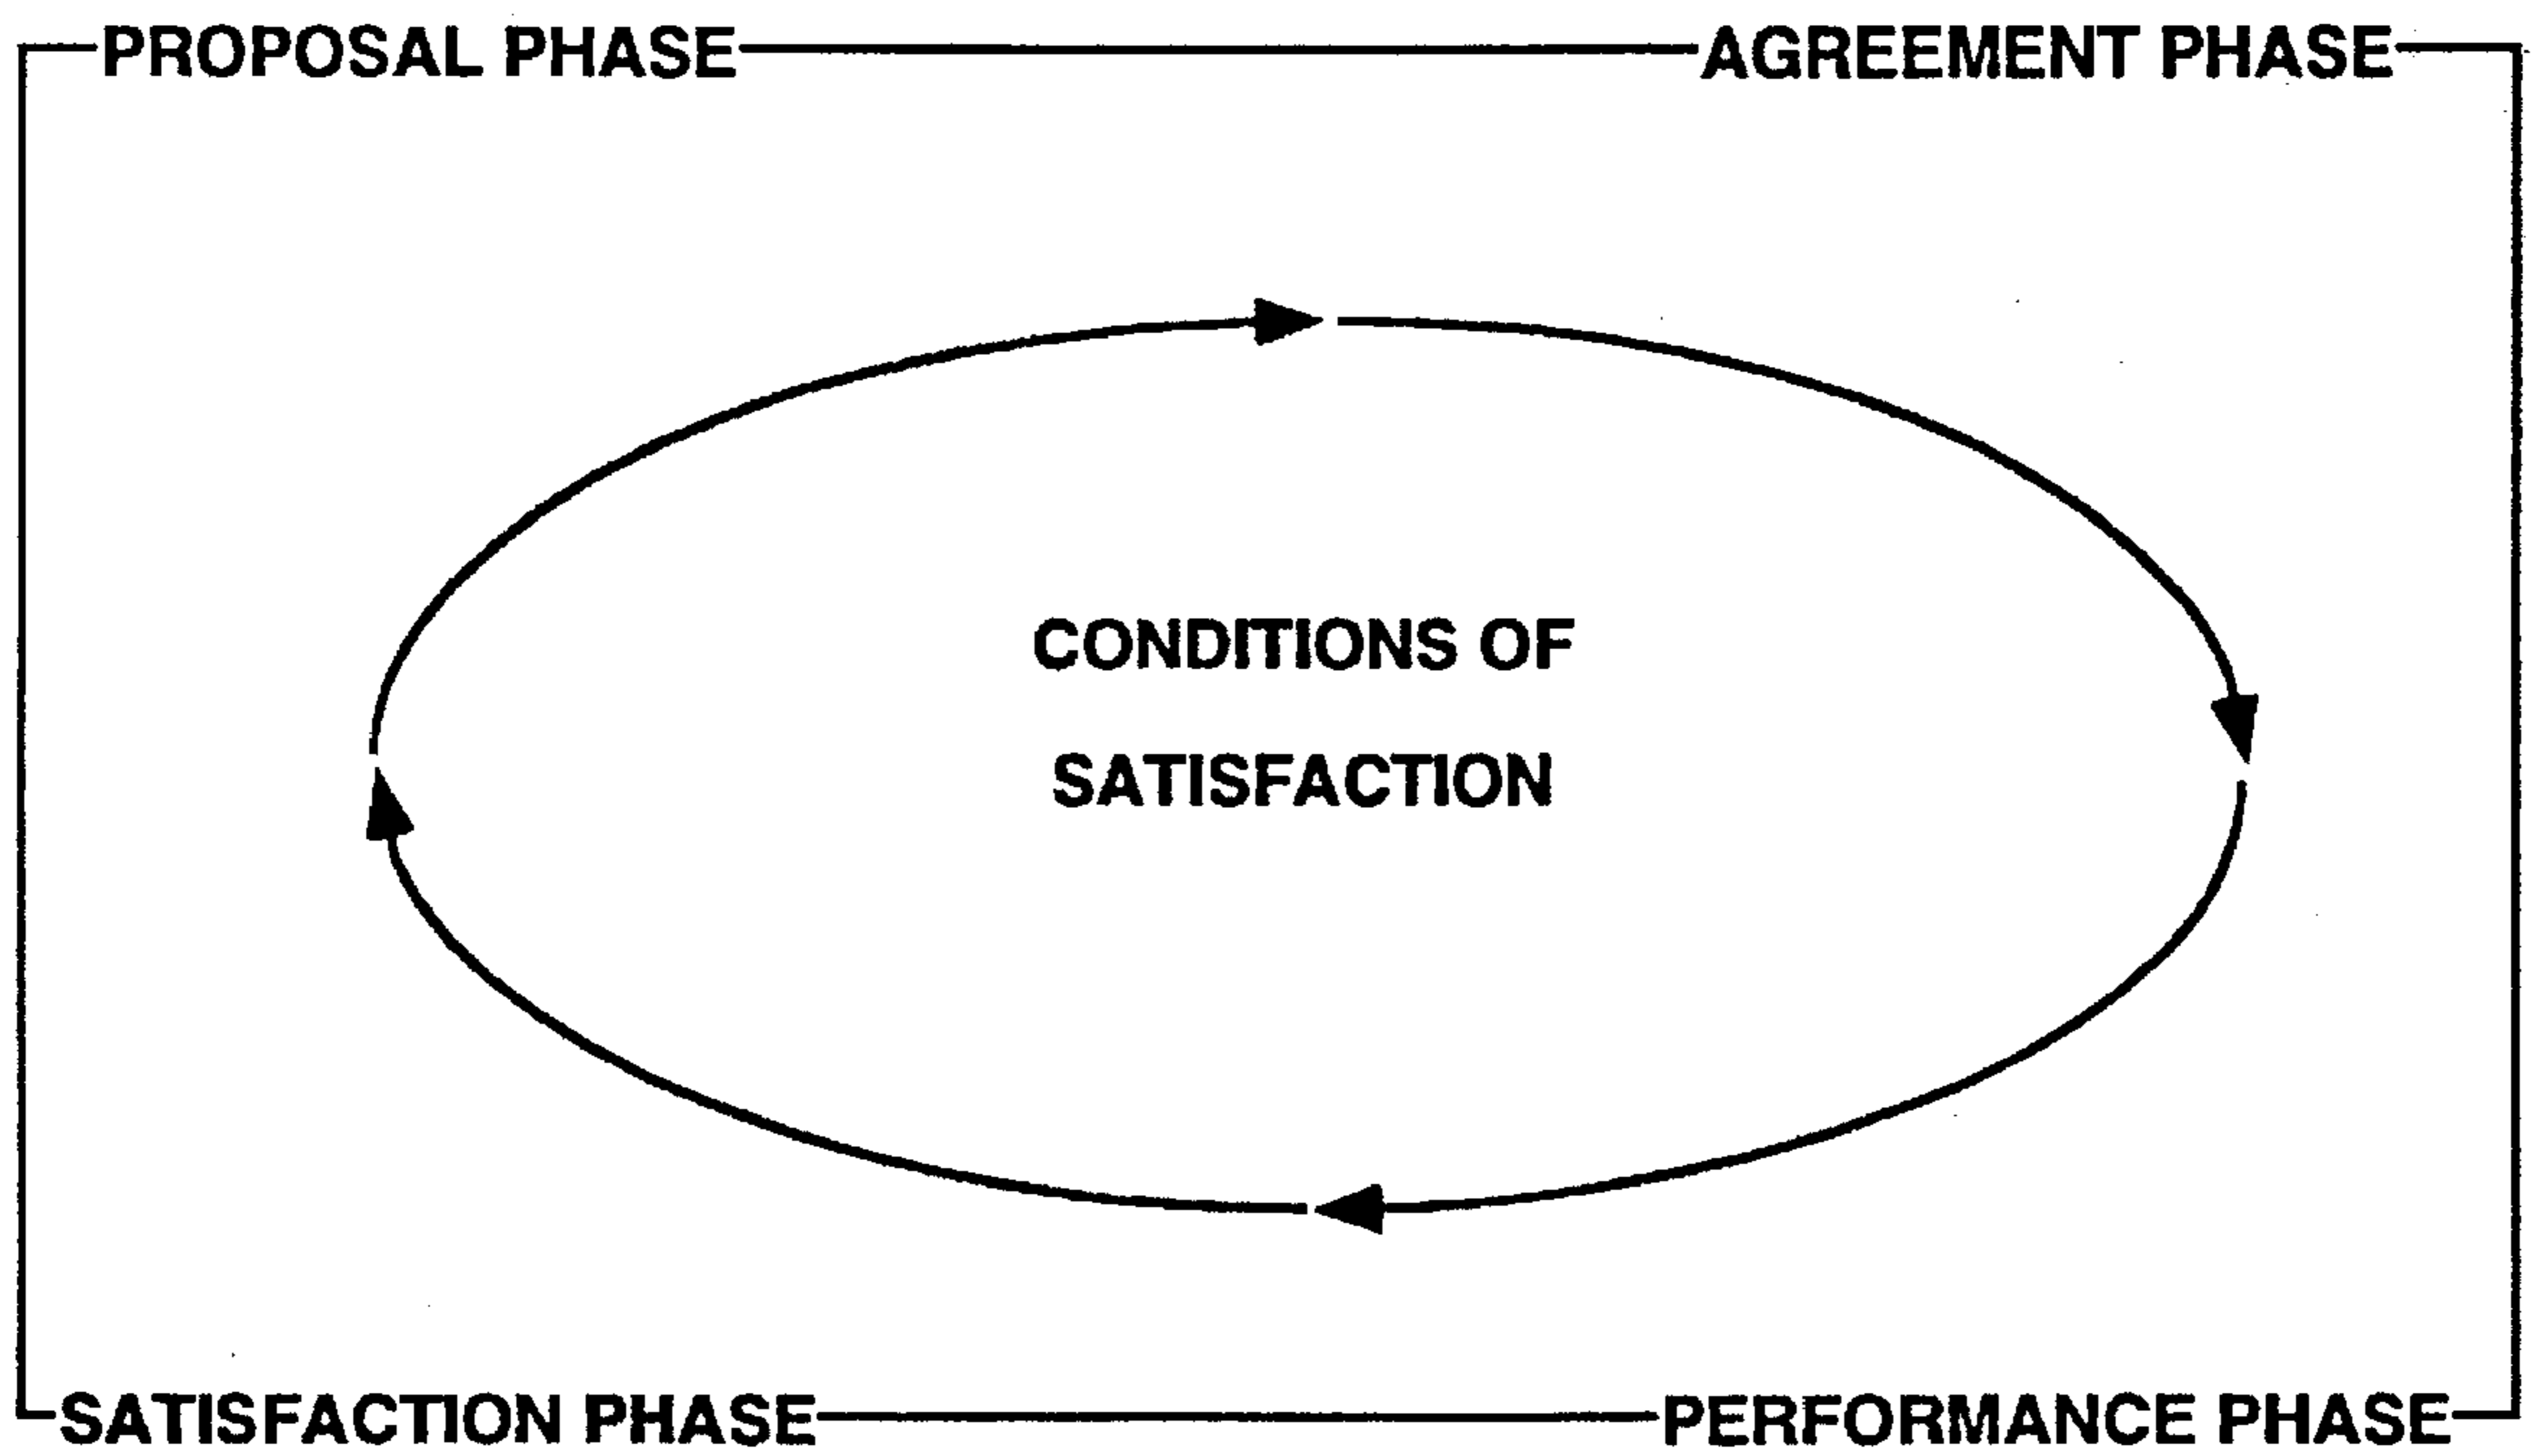 PROPOSAL PHASE
AGREEMENT PHASE
CONDITIONS OF
SATISFACTION
SATISFACTION PHASE
PERFORMANCE PHASE